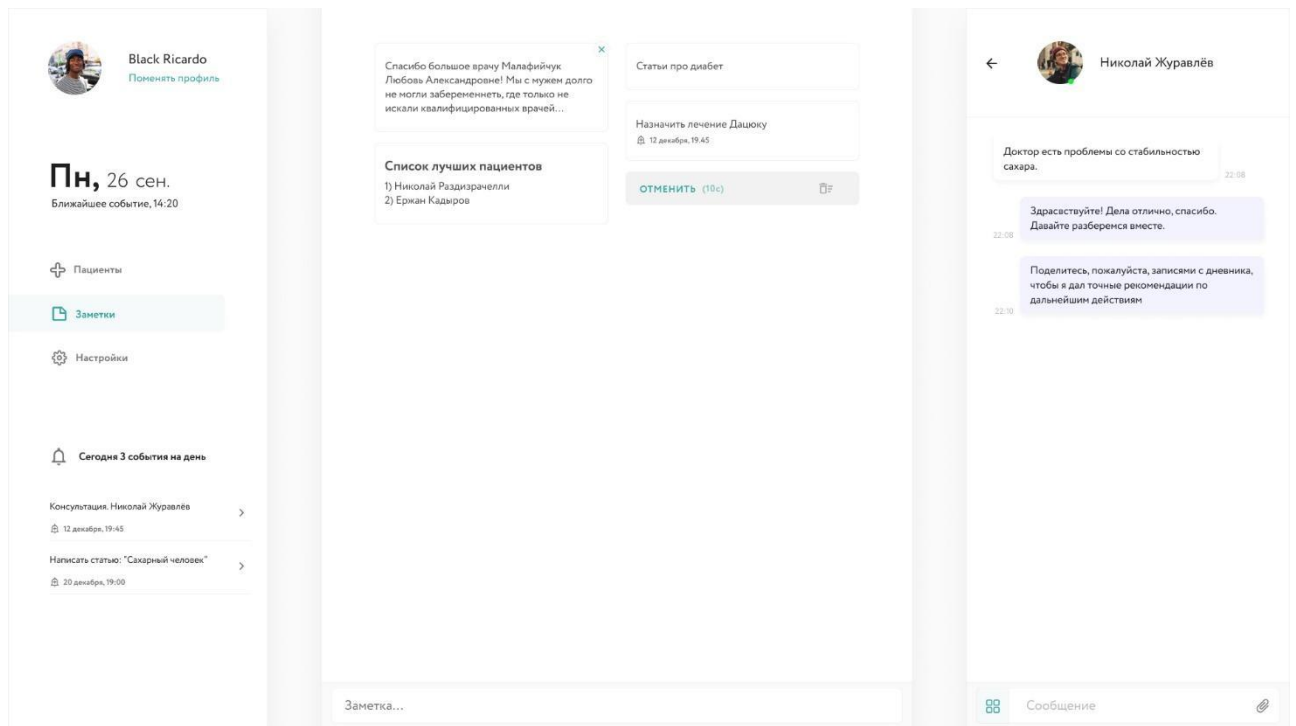 Black Ricardo
Поменять профиль
Пн, 26 сен.
Ближайшее событие, 14:20
Пациенты
Заметки
Настройки
Сегодня 3 события на день
Консультация. Николай Журавлёв
12 декабря, 19:45
Написать статью: "Сахарный человек"
20 декабря, 19:00
Спасибо большое врачу Малафийчук
Любовь Александровне! Мы с мужем долго
не могли забеременнеть, где только не
искали квалифицированных врачей...
Список лучших пациентов
1) Николай Раздизрачелли
2) Ержан Кадыров
Статьи про диабет
Назначить лечение Дацюку
12 декабря, 19.45
ОТМЕНИТЬ (10с)
Заметка...
Николай Журавлёв
Доктор есть проблемы со стабильностью
сахара.
22:08
Здрасвствуйте! Дела отлично, спасибо.
Давайте разберемся вместе.
22:08
Поделитесь, пожалуйста, записями с дневника,
чтобы я дал точные рекомендации по
дальнейшим действиям
22:10
Сообщение